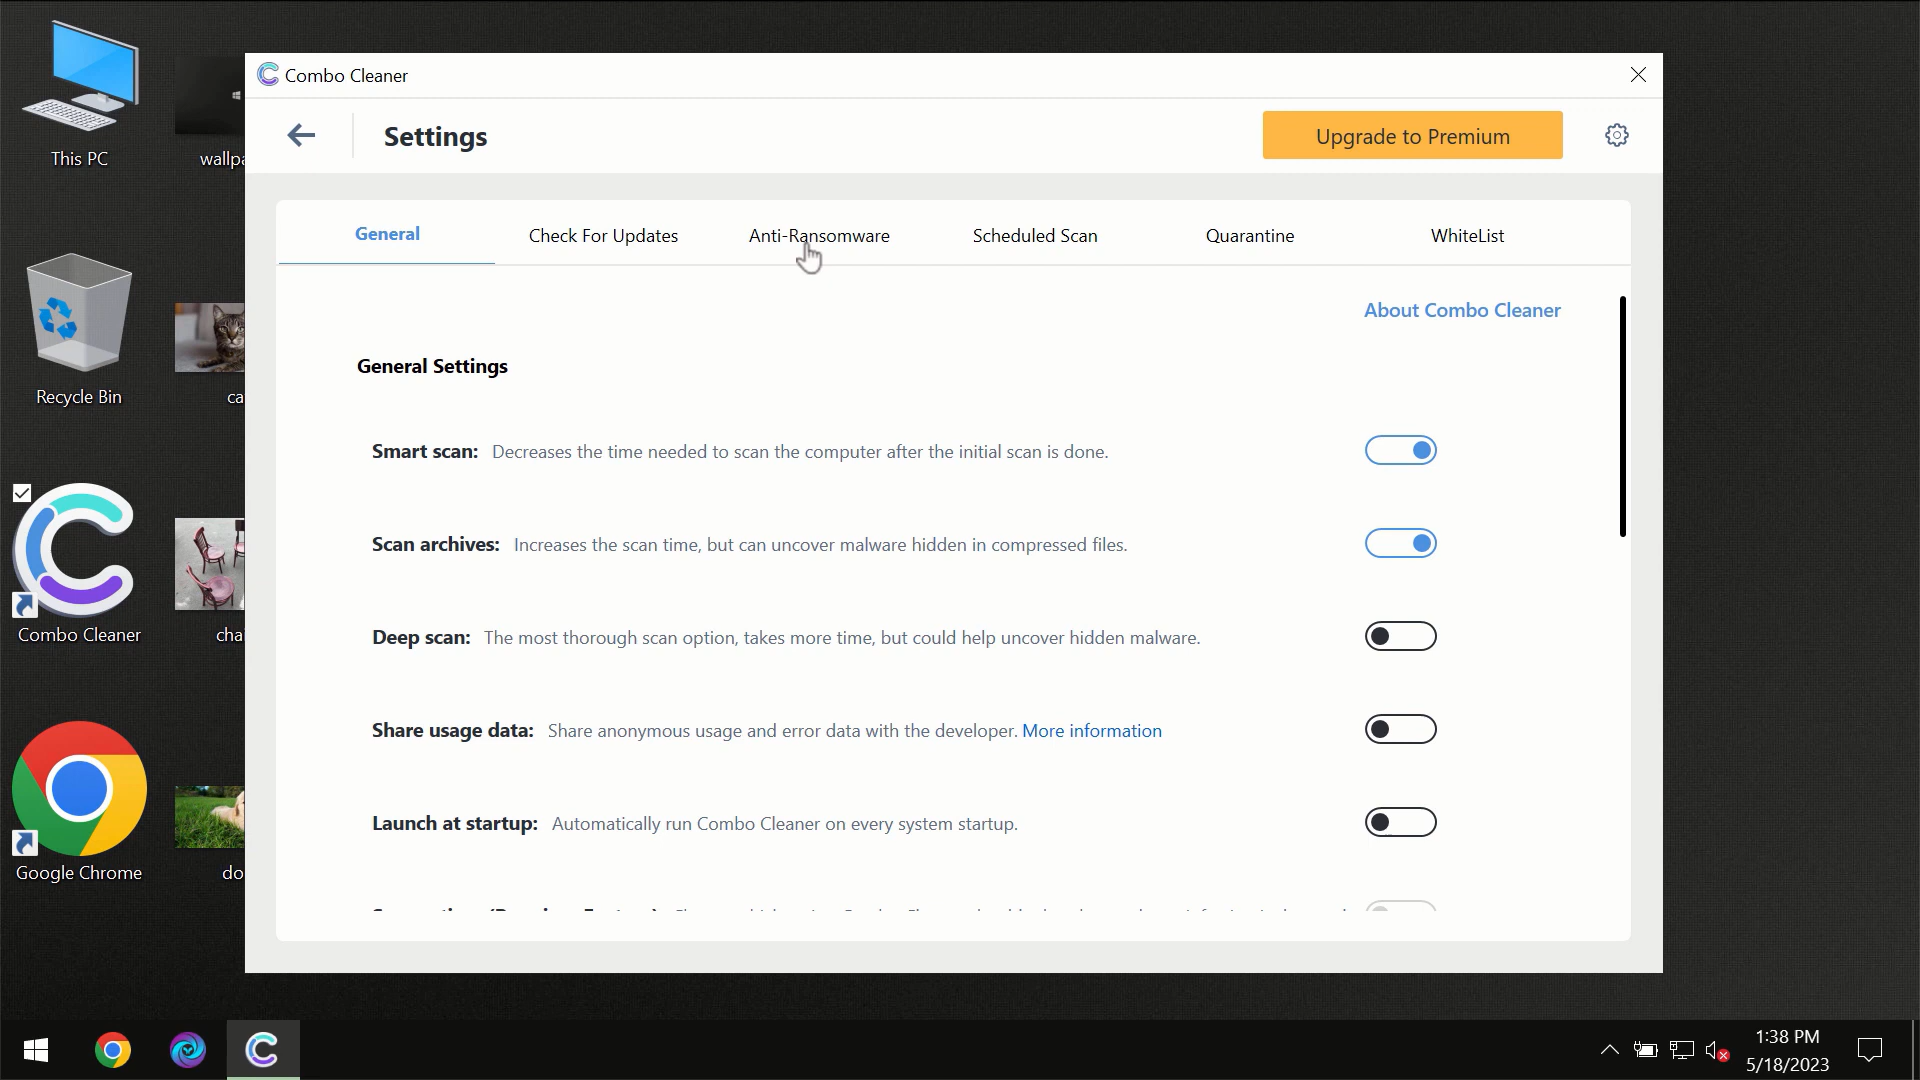 Combo Cleaner
Settings
Upgrade to Premium
General
Check For Updates
Anti-Ransomware
Scheduled Scan
Quarantine
WhiteList
About Combo Cleaner
General Settings
Smart scan: Decreases the time needed to scan the computer after the initial scan is done.
Scan archives: Increases the scan time, but can uncover malware hidden in compressed files.
Deep scan: The most thorough scan option, takes more time, but could help uncover hidden malware.
Share usage data: Share anonymous usage and error data with the developer. More information
Launch at startup: Automatically run Combo Cleaner on every system startup.
This PC
wallpa
Recycle Bin
ca
Combo Cleaner
chai
Google Chrome
do
1:38 PM
5/18/2023